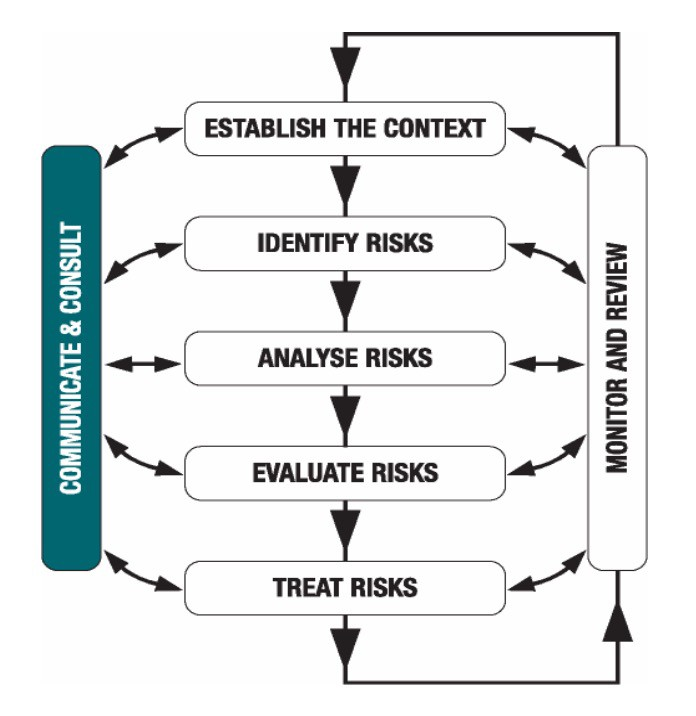 ESTABLISH THE CONTEXT
COMMUNICATE & CONSULT
IDENTIFY RISKS
MONITOR AND REVIEW
ANALYSE RISKS
EVALUATE RISKS
TREAT RISKS